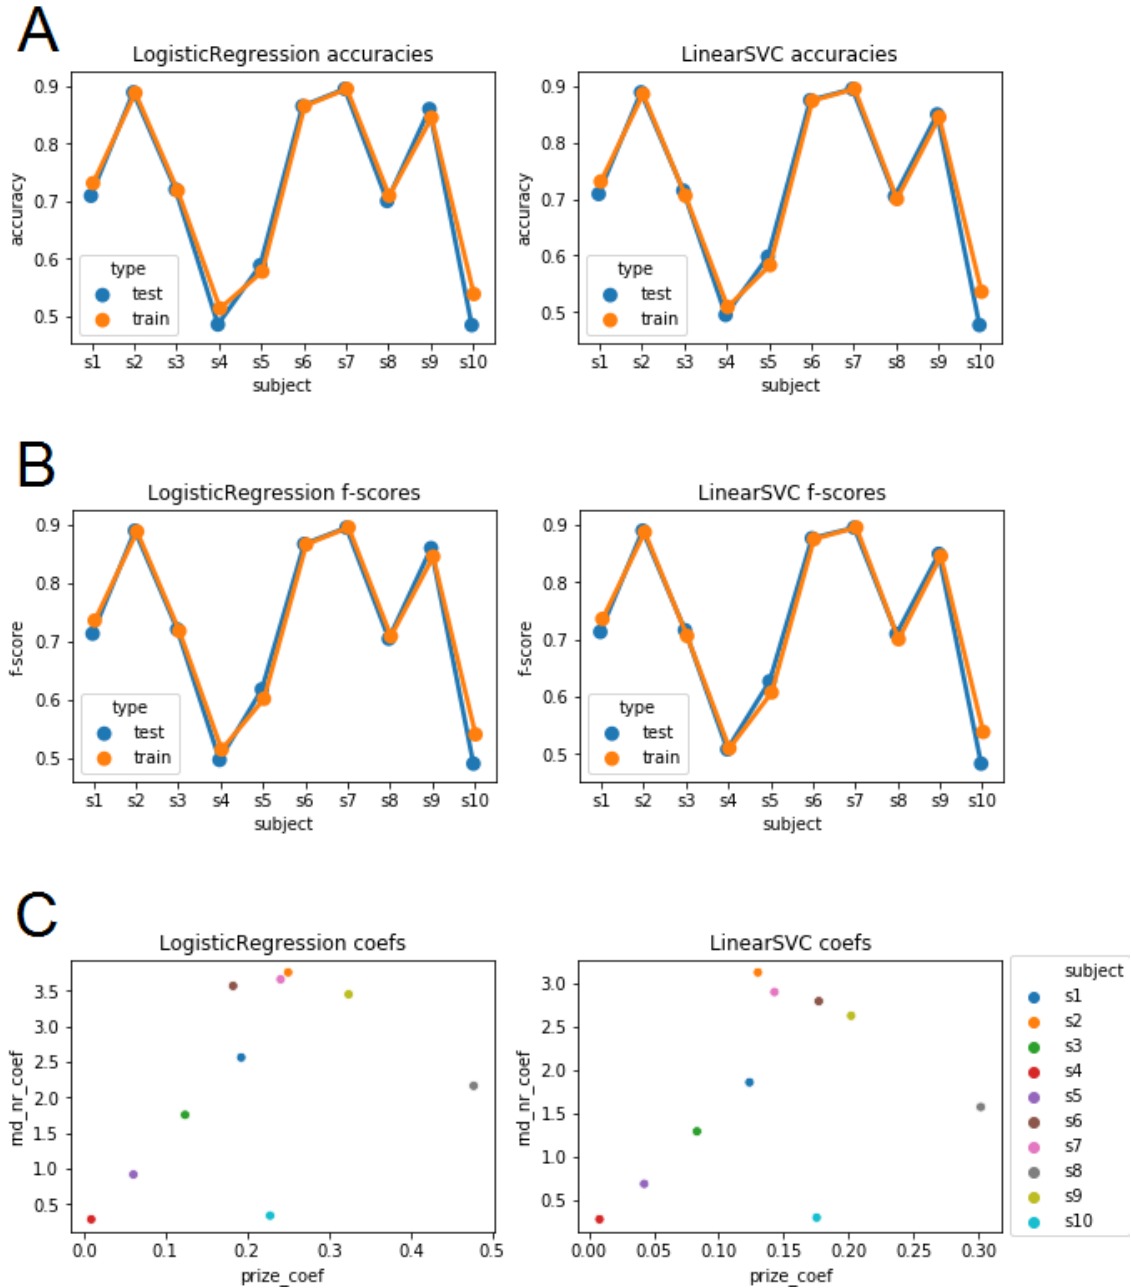 A
LogisticRegression accuracies
LinearSVC accuracies
0.9
0.8
0.7
0.6
0.5
accuracy
type
test
train
s1 s2 s3 s4 s5 s6 s7 s8 s9 s10
subject
0.9
0.8
0.7
0.6
0.5
accuracy
type
test
train
s1 s2 s3 s4 s5 s6 s7 s8 s9 s10
subject
B
LogisticRegression f-scores
LinearSVC f-scores
0.9
0.8
0.7
0.6
0.5
f-score
type
test
train
s1 s2 s3 s4 s5 s6 s7 s8 s9 s10
subject
0.9
0.8
0.7
0.6
0.5
f-score
type
test
train
s1 s2 s3 s4 s5 s6 s7 s8 s9 s10
subject
C
LogisticRegression coefs
LinearSVC coefs
3.5
3.0
2.5
2.0
1.5
1.0
0.5
rnd_nr_coef
0.0 0.1 0.2 0.3 0.4 0.5
prize_coef
3.0
2.5
2.0
1.5
1.0
0.5
rnd_nr_coef
0.00 0.05 0.10 0.15 0.20 0.25 0.30
prize_coef
subject
s1
s2
s3
s4
s5
s6
s7
s8
s9
s10